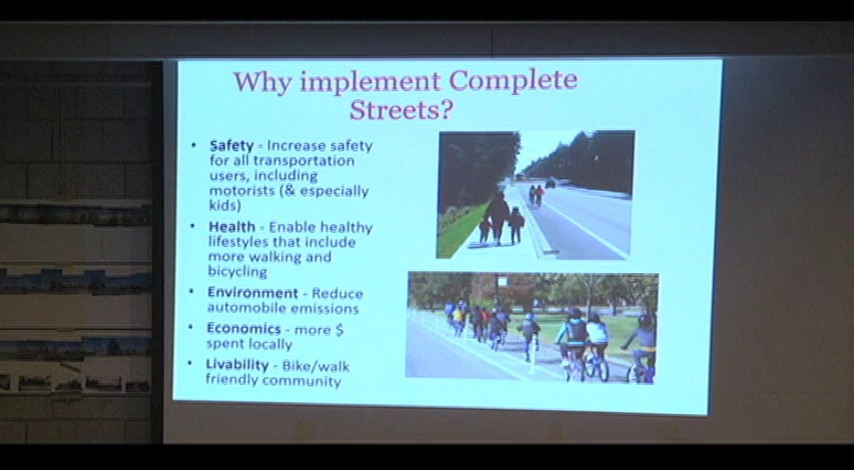 Why implement Complete
Streets?
• Safety - Increase safety
for all transportation
users, including
motorists (& especially
kids)
• Health - Enable healthy
lifestyles that include
more walking and
bicycling
• Environment - Reduce
automobile emissions
• Economics - more $
spent locally
• Livability - Bike/walk
friendly community